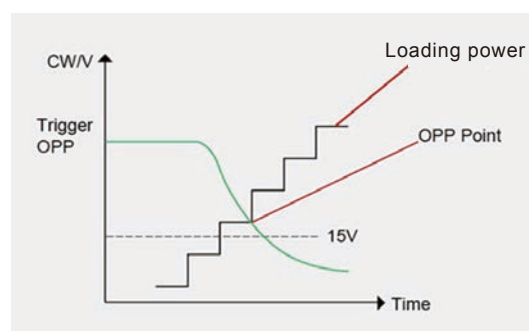 Loading power
CW/V
Trigger
OPP
OPP Point
15V
Time